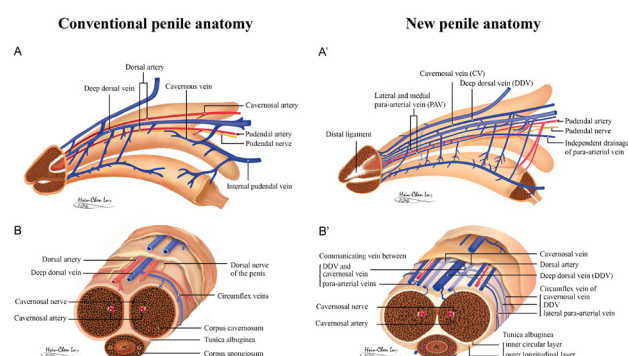 Conventional penile anatomy
New penile anatomy
A
Dorsal artery
Deep dorsal vein
Cavernous vein
Cavernosal artery
Pudendal artery
Pudendal nerve
Internal pudendal vein
A'
Cavernosal vein (CV)
Deep dorsal vein (DDV)
Lateral and medial
para-arterial vein (PAV)
Distal ligament
Pudendal artery
Pudendal nerve
Independent drainage
of para-arterial vein
B
Dorsal artery
Deep dorsal vein
Cavernosal nerve
Cavernosal artery
Dorsal nerve
of the penis
Circumflex veins
Corpus cavernosum
Tunica albuginea
Corpus spongiosum
B'
Communicating vein between
DDV and
cavernosal vein
para-arterial veins
Cavernosal nerve
Cavernosal artery
Cavernosal vein
Dorsal artery
Deep dorsal vein (DDV)
Circumflex vein of
cavernosal vein
DDV
lateral para-arterial vein
Tunica albuginea
inner circular layer
outer longitudinal layer